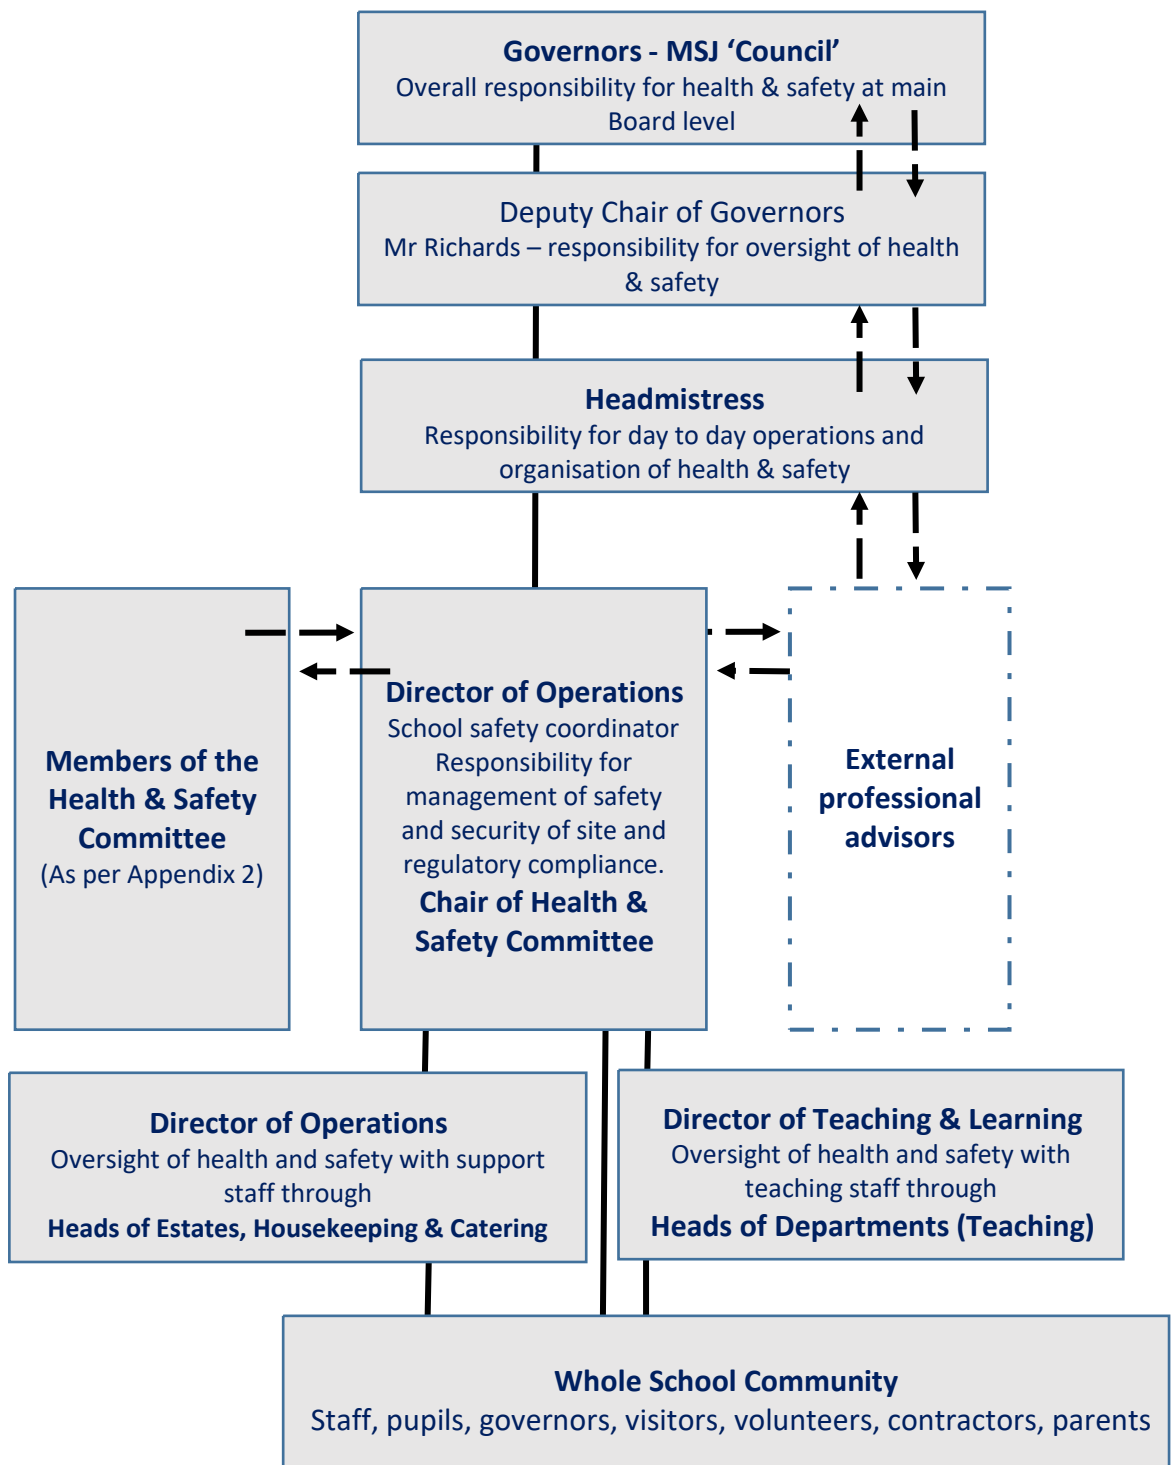 Governors - MSJ ‘Council’
Overall responsibility for health & safety at main
Board level
Deputy Chair of Governors
Mr Richards – responsibility for oversight of health
& safety
Headmistress
Responsibility for day to day operations and
organisation of health & safety
Members of the
Health & Safety
Committee
(As per Appendix 2)
Director of Operations
School safety coordinator
Responsibility for
management of safety
and security of site and
regulatory compliance.
Chair of Health &
Safety Committee
External
professional
advisors
Director of Operations
Oversight of health and safety with support
staff through
Heads of Estates, Housekeeping & Catering
Director of Teaching & Learning
Oversight of health and safety with
teaching staff through
Heads of Departments (Teaching)
Whole School Community
Staff, pupils, governors, visitors, volunteers, contractors, parents